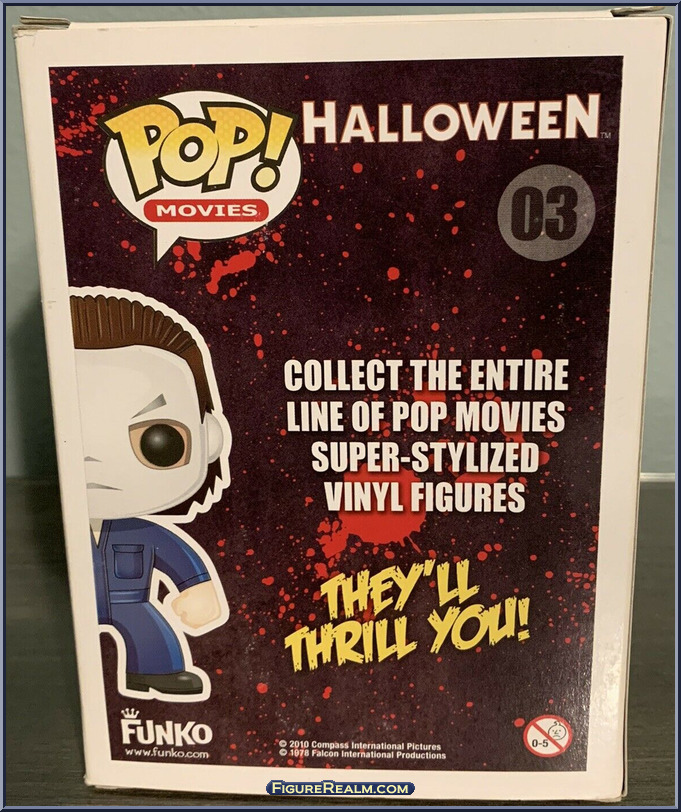 POP! HALLOWEEN™
MOVIES
03
COLLECT THE ENTIRE
LINE OF POP MOVIES
SUPER-STYLIZED
VINYL FIGURES
THEY'LL
THRILL YOU!
FUNKO
www.funko.com
© 2010 Compass International Pictures
© 1978 Falcon International Productions
0-5
FIGUREREALM.COM